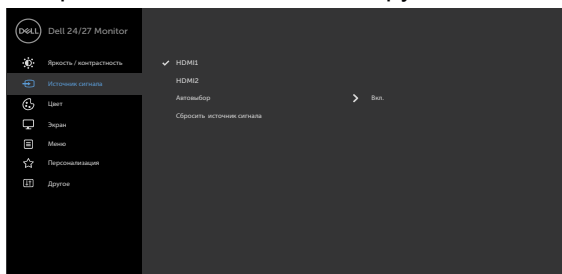 DELL Dell 24/27 Monitor
Яркость / контрастность
HDMI1
Источник сигнала
HDMI2
Цвет
Автовыбор Вкл.
Экран
Сбросить источник сигнала
Меню
Персонализация
Другое